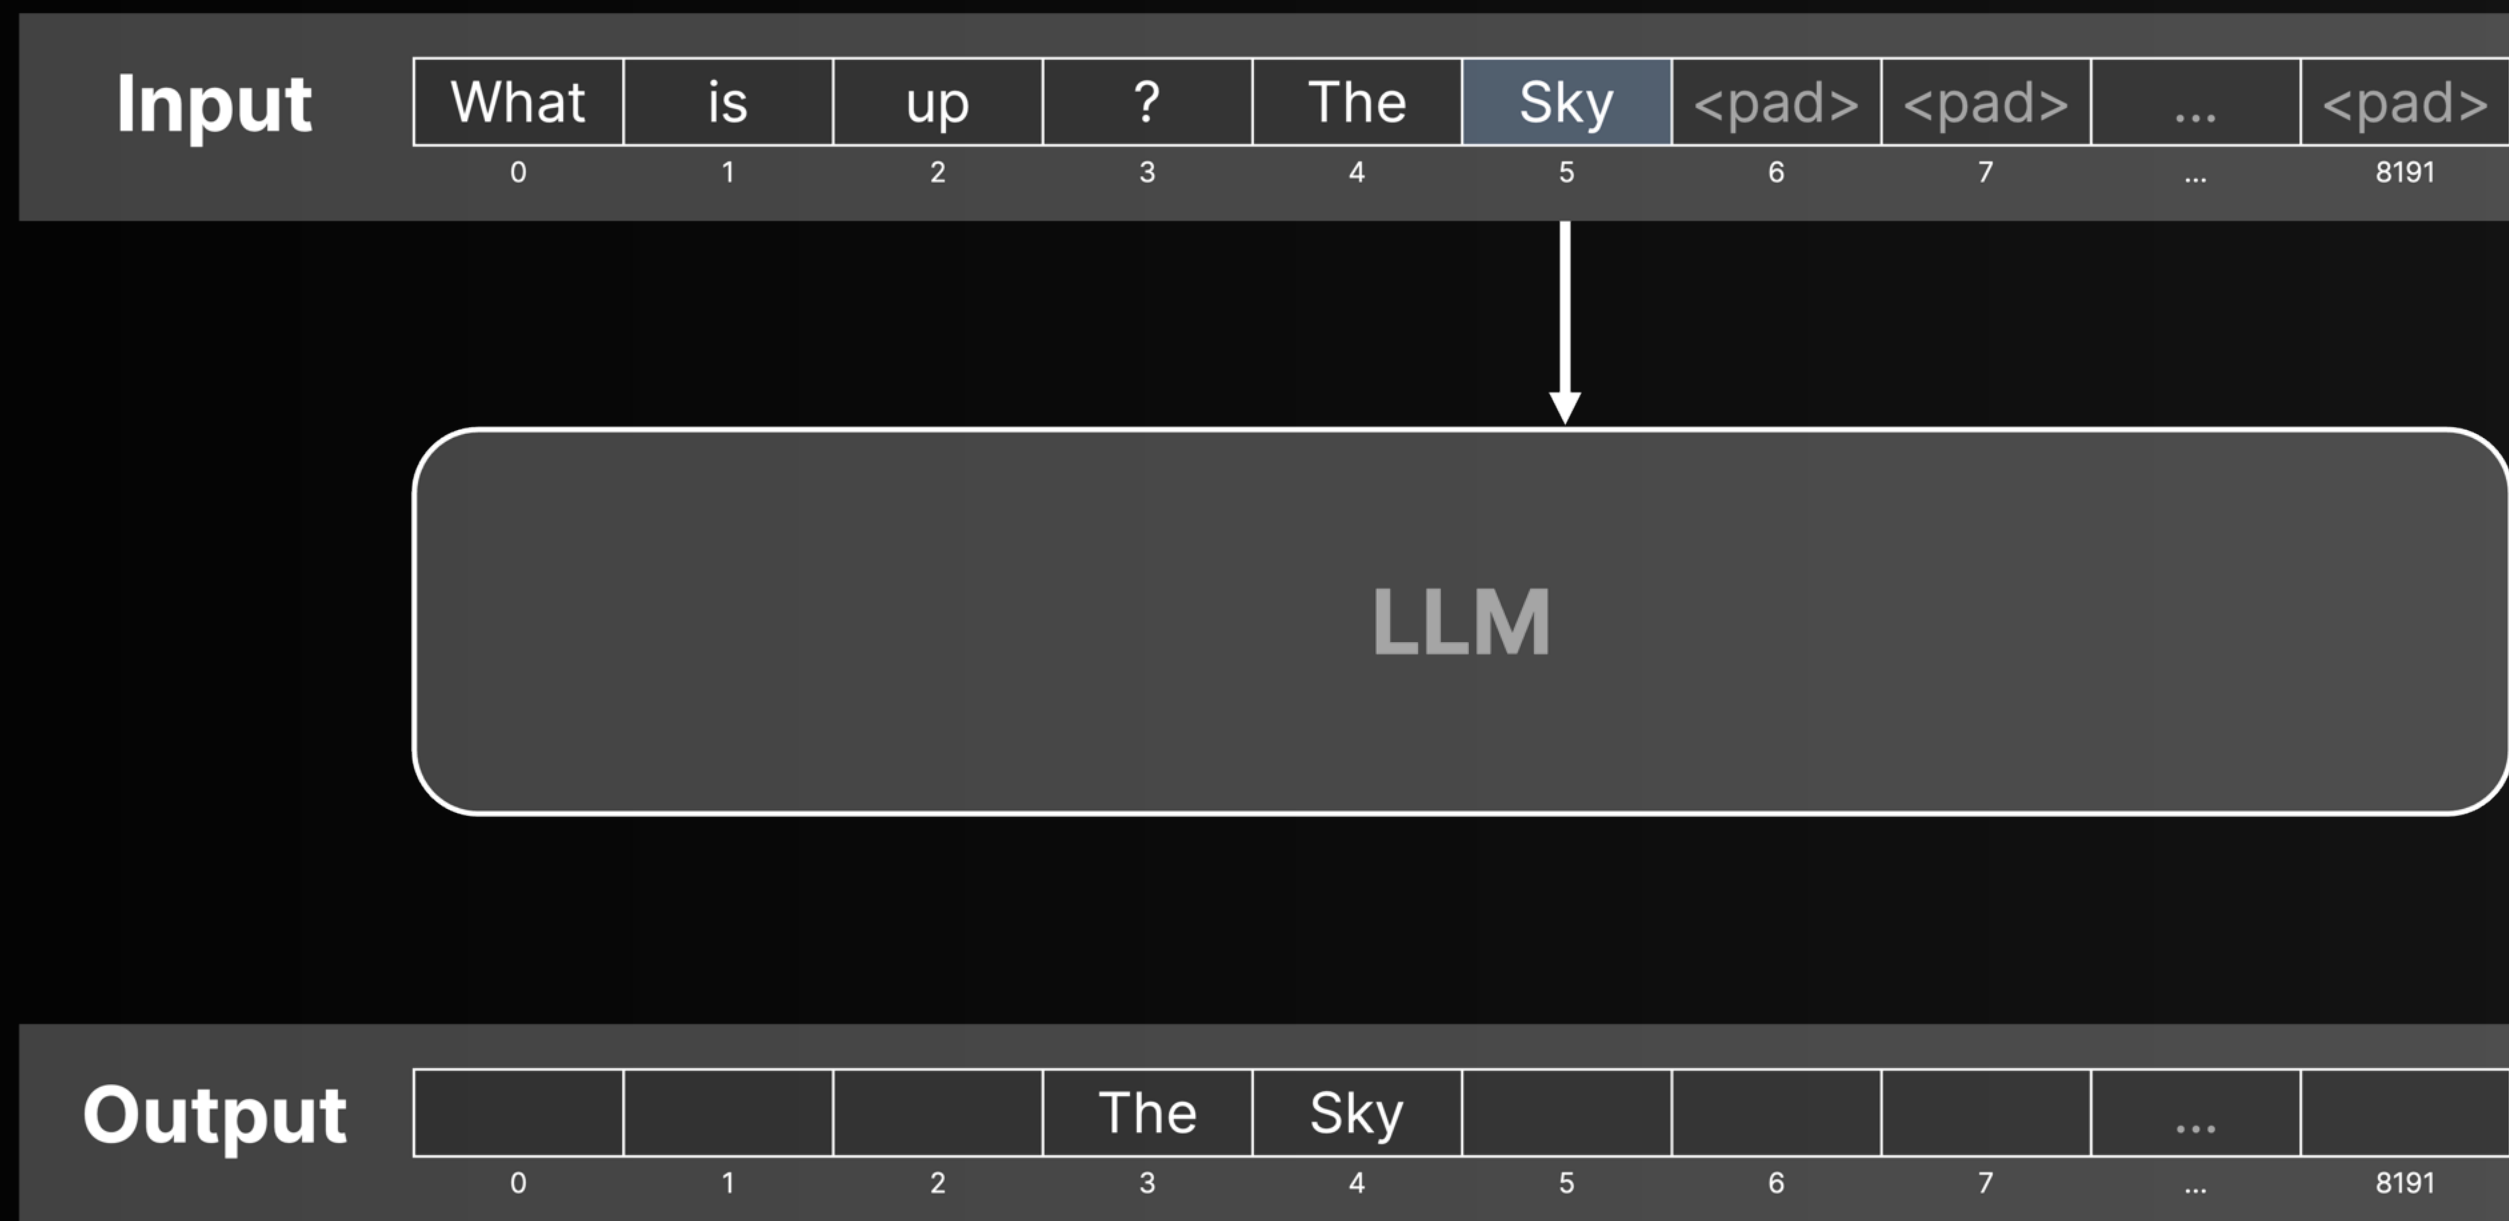 Input What is up ? The Sky <pad> <pad> ... <pad>
0 1 2 3 4 5 6 7 ... 8191
LLM
Output The Sky ...
0 1 2 3 4 5 6 7 ... 8191